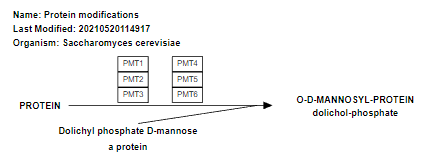 Name: Protein modifications
Last Modified: 20210520114917
Organism: Saccharomyces cerevisiae
PMT1 PMT4
PMT2 PMT5
PMT3 PMT6
PROTEIN
O-D-MANNOSYL-PROTEIN
dolichol-phosphate
Dolichyl phosphate D-mannose
a protein